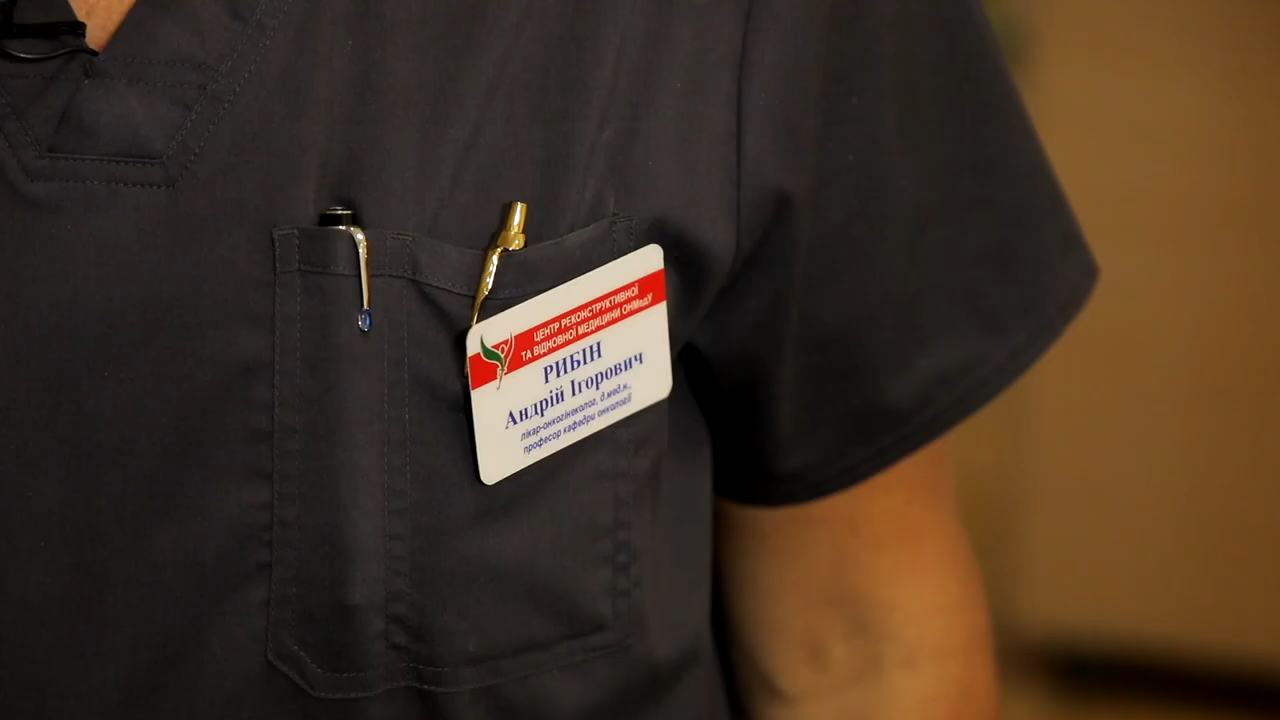 ЦЕНТР РЕКОНСТРУКТИВНОЇ
ТА ВІДНОВНОЇ МЕДИЦИНИ ОНМедУ
РИБІН
Андрій Ігорович
лікар-онкогінеколог, д.мед.н.,
професор кафедри онкології